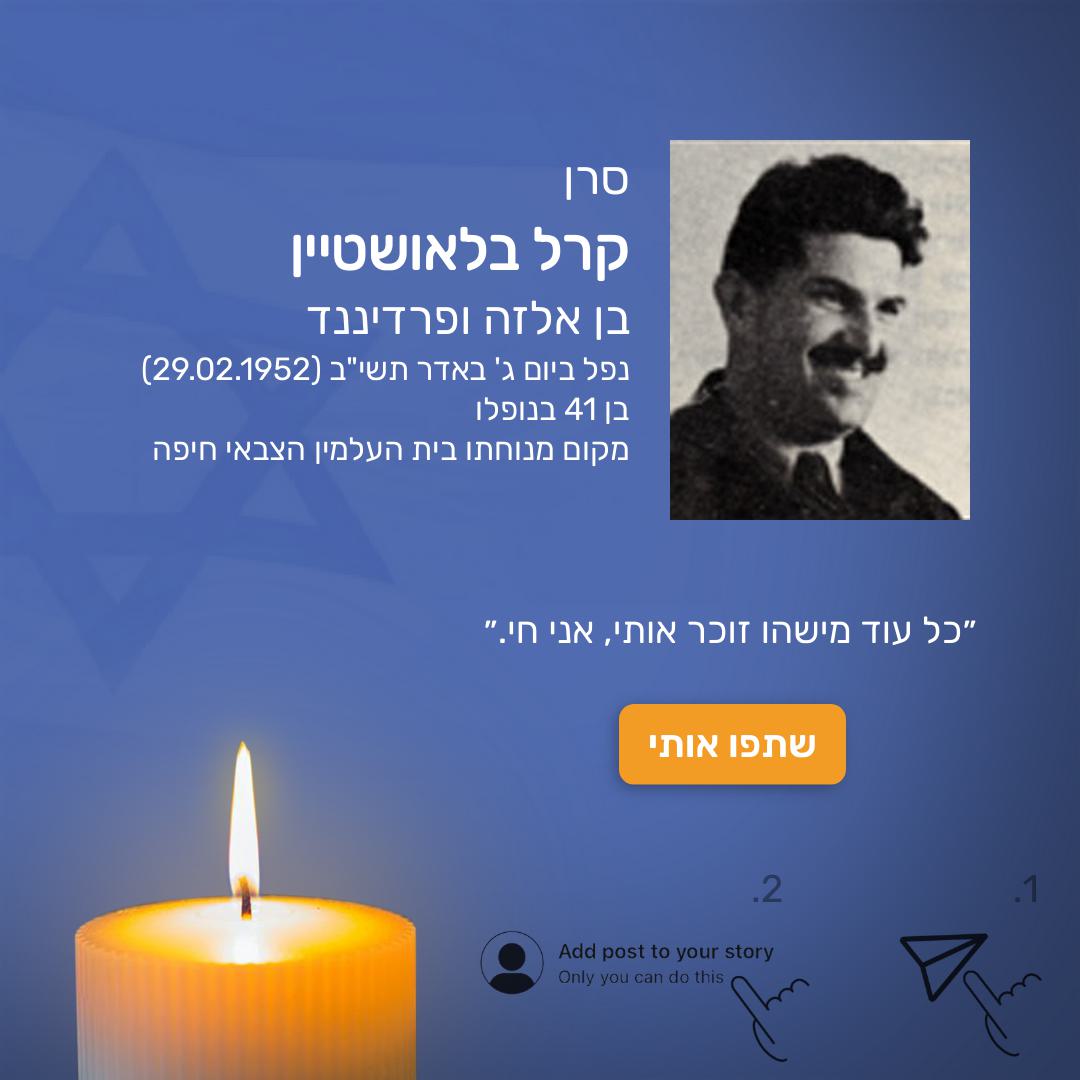 סרן
קרל בלאושטיין
בן אלזה ופרדיננד
נפל ביום ג' באדר תשי"ב (29.02.1952)
בן 41 בנופלו
מקום מנוחתו בית העלמין הצבאי חיפה
״כל עוד מישהו זוכר אותי, אני חי.״
שתפו אותי
1.
2.
Add post to your story
Only you can do this